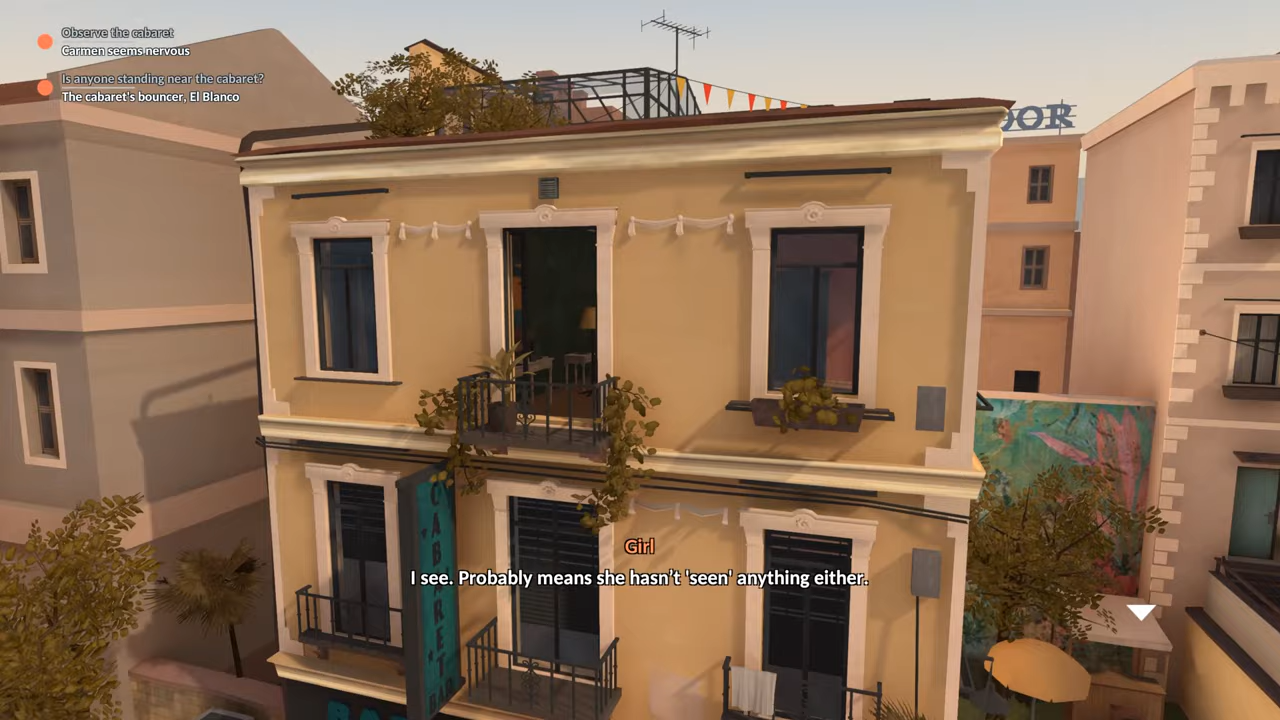 Observe the cabaret
Carmen seems nervous
Is anyone standing near the cabaret?
The cabaret's bouncer, El Blanco
OOR
CABARET
Girl
I see. Probably means she hasn't 'seen' anything either.